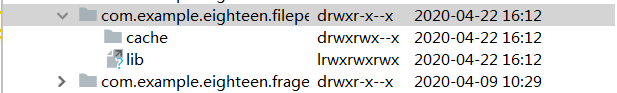 com.example.eighteen.filepe drwxr-x--x 2020-04-22 16:12
cache drwxrwx--x 2020-04-22 16:12
lib lrwxrwxrwx 2020-04-22 16:12
com.example.eighteen.frage drwxr-x--x 2020-04-09 10:29